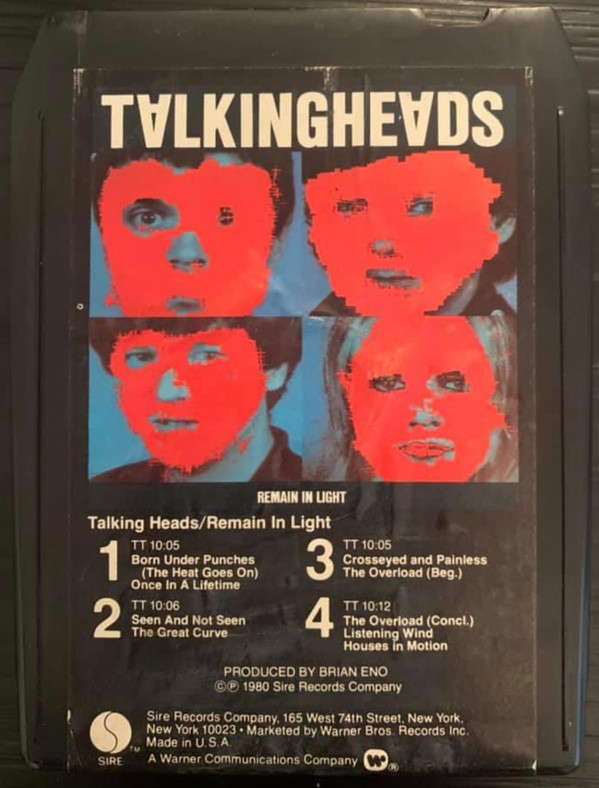 TALKINGHEADS
REMAIN IN LIGHT
Talking Heads/Remain In Light
1 TT 10:05
Born Under Punches
(The Heat Goes On)
Once In A Lifetime
2 TT 10:06
Seen And Not Seen
The Great Curve
3 TT 10:05
Crosseyed and Painless
The Overload (Beg.)
4 TT 10:12
The Overload (Concl.)
Listening Wind
Houses in Motion
PRODUCED BY BRIAN ENO
©℗ 1980 Sire Records Company
Sire Records Company, 165 West 74th Street, New York,
New York 10023 • Marketed by Warner Bros. Records Inc.
Made in U.S.A.
A Warner Communications Company W ®
S TM
SIRE